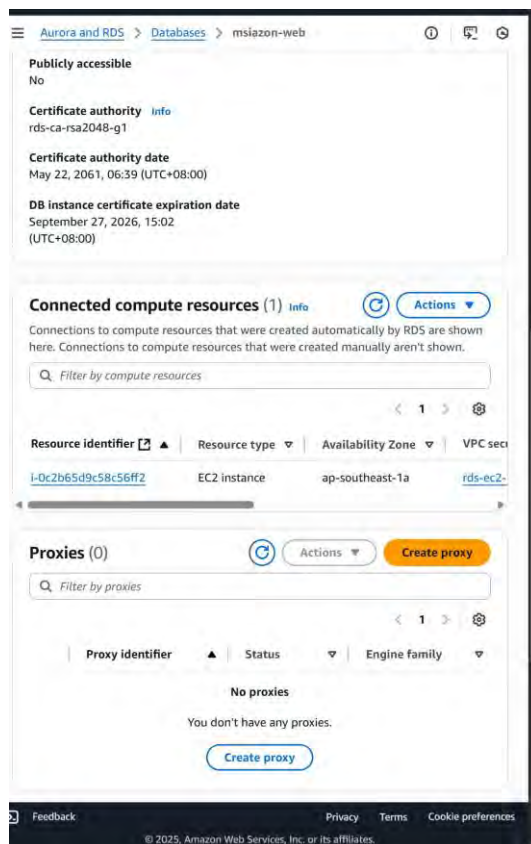 Aurora and RDS > Databases > msiazon-web
Publicly accessible
No
Certificate authority Info
rds-ca-rsa2048-g1
Certificate authority date
May 22, 2061, 06:39 (UTC+08:00)
DB instance certificate expiration date
September 27, 2026, 15:02
(UTC+08:00)
Connected compute resources (1) Info
Actions
Connections to compute resources that were created automatically by RDS are shown
here. Connections to compute resources that were created manually aren't shown.
Filter by compute resources
< 1 >
Resource identifier Resource type Availability Zone VPC secu
i-0c2b65d9c58c56ff2 EC2 instance ap-southeast-1a rds-ec2-
Proxies (0) Actions Create proxy
Filter by proxies
< 1 >
Proxy identifier Status Engine family
No proxies
You don't have any proxies.
Create proxy
Feedback Privacy Terms Cookie preferences
© 2025, Amazon Web Services, Inc. or its affiliates.